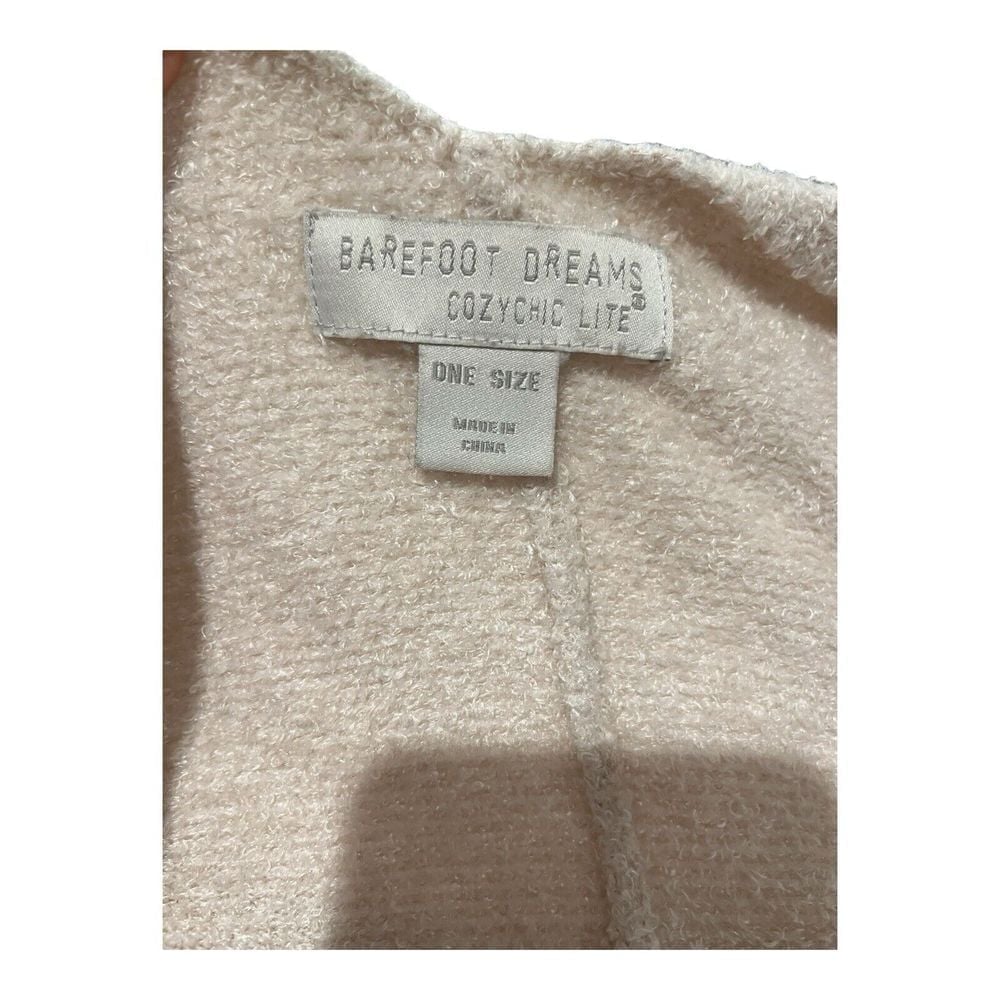 BAREFOOT DREAMS®
COZYCHIC LITE
ONE SIZE
MADE IN
CHINA